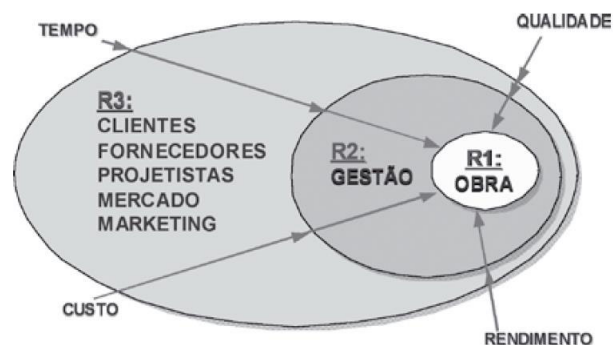 TEMPO
QUALIDADE
R3:
CLIENTES
FORNECEDORES
PROJETISTAS
MERCADO
MARKETING
R2:
GESTÃO
R1:
OBRA
CUSTO
RENDIMENTO